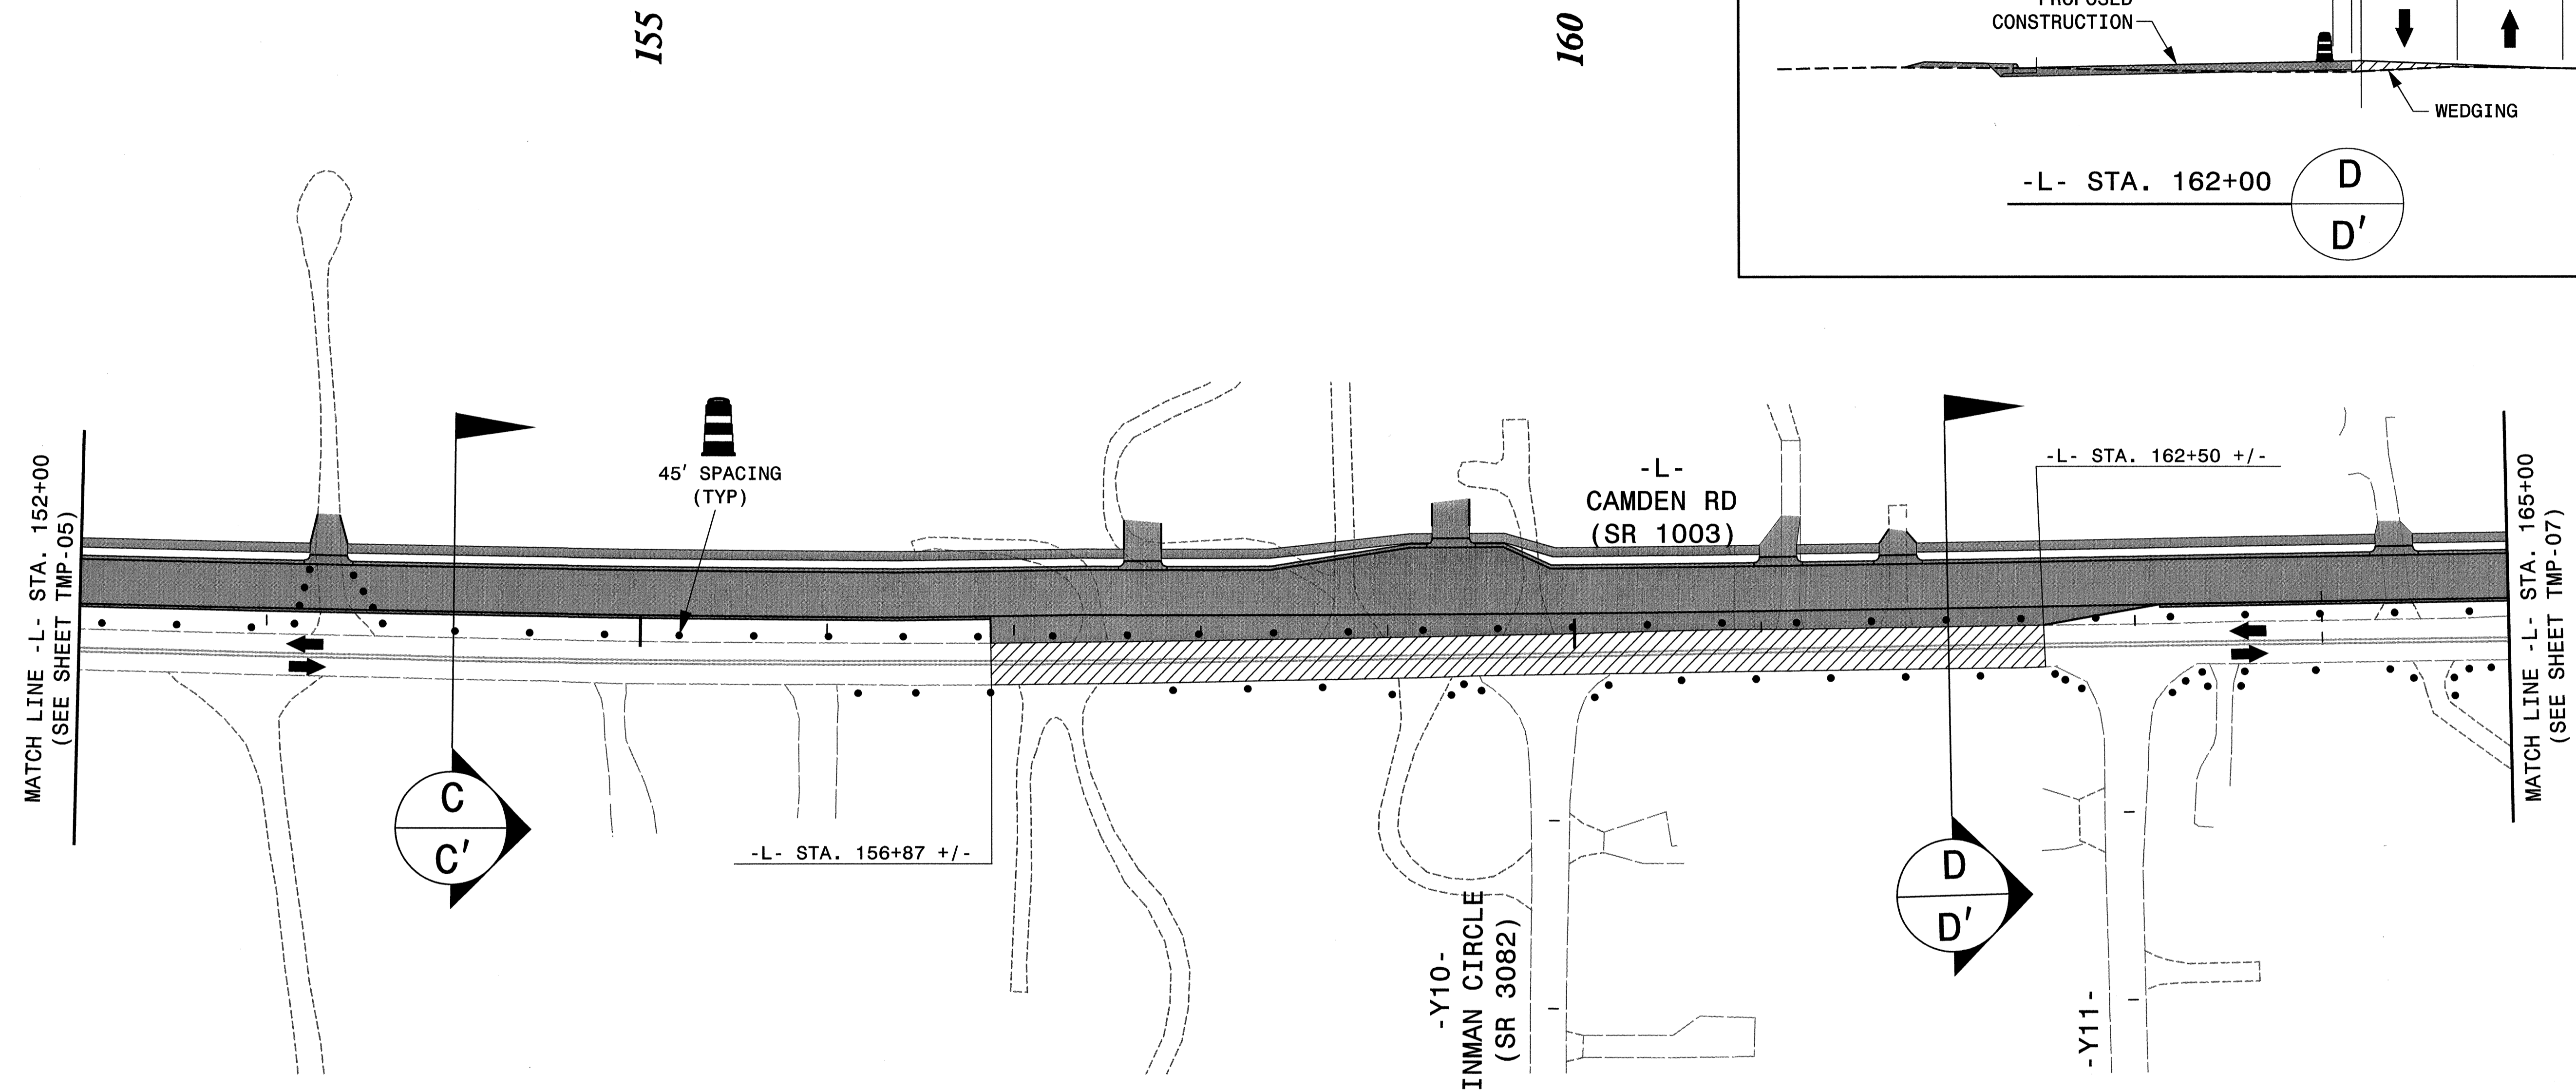 155
160
PROPOSED
CONSTRUCTION
WEDGING
-L- STA. 162+00
D
D'
45' SPACING
(TYP)
-L-
CAMDEN RD
(SR 1003)
-L- STA. 162+50 +/-
MATCH LINE -L- STA. 152+00
(SEE SHEET TMP-05)
MATCH LINE -L- STA. 165+00
(SEE SHEET TMP-07)
C
C'
-L- STA. 156+87 +/-
D
D'
-Y10-
INMAN CIRCLE
(SR 3082)
-Y11-